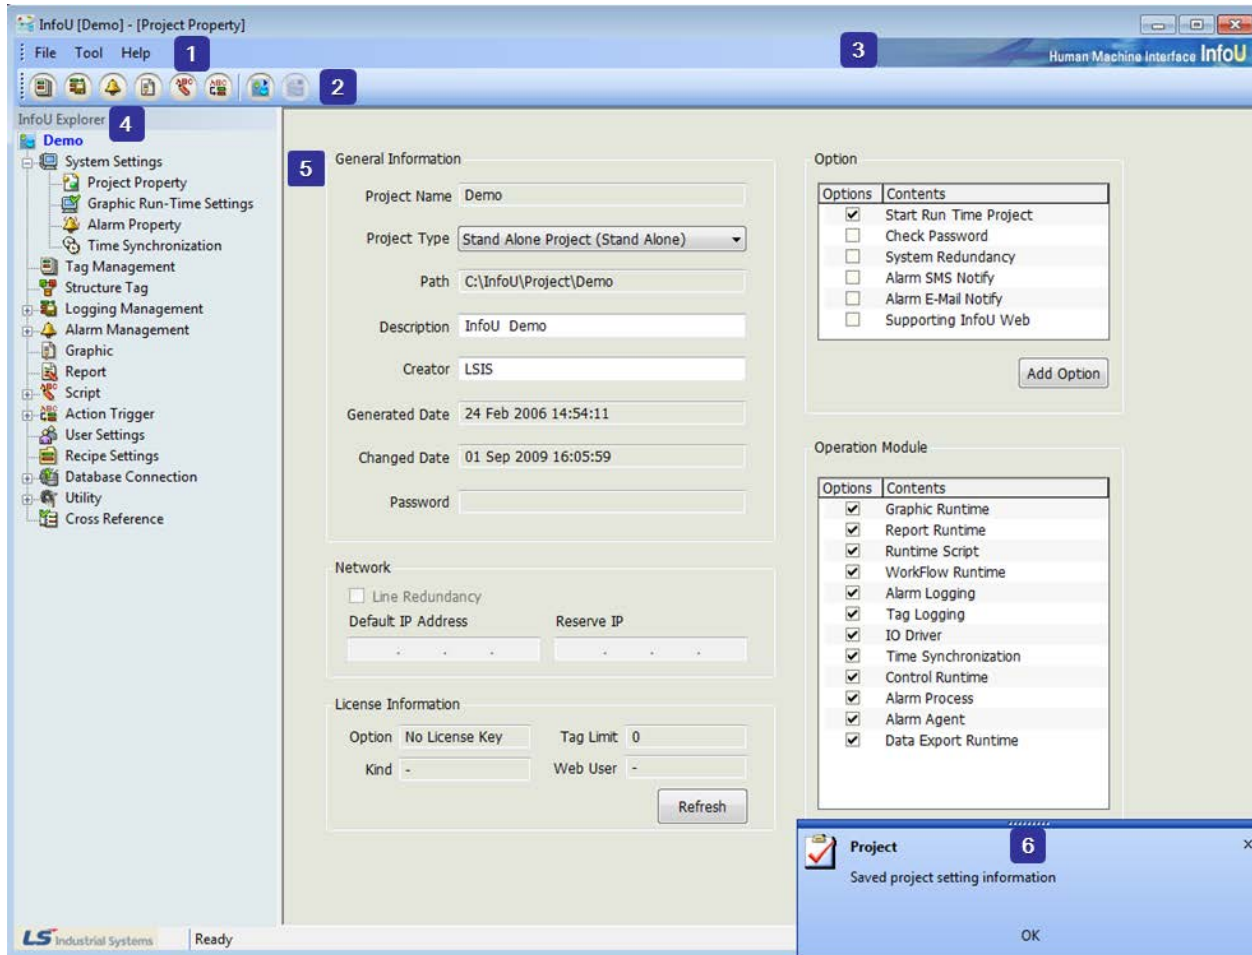 InfoU [Demo] - [Project Property]
File Tool Help 1
3
Human Machine Interface InfoU
2
InfoU Explorer 4
Demo
System Settings
Project Property
Graphic Run-Time Settings
Alarm Property
Time Synchronization
Tag Management
Structure Tag
Logging Management
Alarm Management
Graphic
Report
Script
Action Trigger
User Settings
Recipe Settings
Database Connection
Utility
Cross Reference
5
General Information
Project Name Demo
Project Type Stand Alone Project (Stand Alone)
Path C:\InfoU\Project\Demo
Description InfoU Demo
Creator LSIS
Generated Date 24 Feb 2006 14:54:11
Changed Date 01 Sep 2009 16:05:59
Password
Network
Line Redundancy
Default IP Address Reserve IP
. . . . . .
License Information
Option No License Key Tag Limit 0
Kind - Web User -
Refresh
Option
Options Contents
Start Run Time Project
Check Password
System Redundancy
Alarm SMS Notify
Alarm E-Mail Notify
Supporting InfoU Web
Add Option
Operation Module
Options Contents
Graphic Runtime
Report Runtime
Runtime Script
WorkFlow Runtime
Alarm Logging
Tag Logging
IO Driver
Time Synchronization
Control Runtime
Alarm Process
Alarm Agent
Data Export Runtime
Project 6
Saved project setting information
OK
LS Industrial Systems Ready